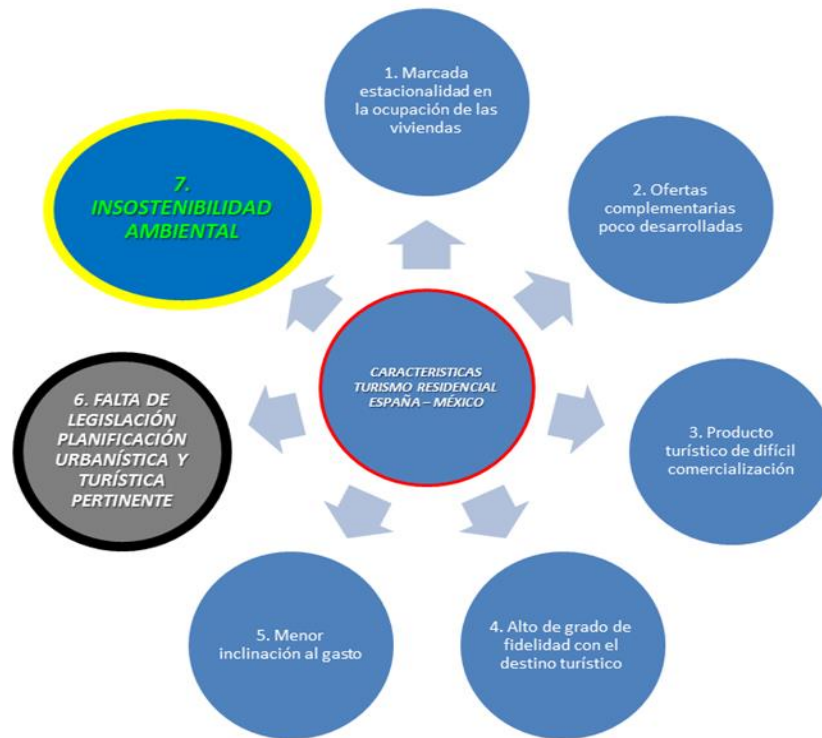 1. Marcada
estacionalidad en
la ocupación de las
viviendas
2. Ofertas
complementarias
poco desarrolladas
3. Producto
turístico de difícil
comercialización
4. Alto de grado de
fidelidad con el
destino turístico
5. Menor
inclinación al gasto
6. FALTA DE
LEGISLACIÓN
PLANIFICACIÓN
URBANÍSTICA Y
TURÍSTICA
PERTINENTE
7.
INSOSTENIBILIDAD
AMBIENTAL
CARACTERISTICAS
TURISMO RESIDENCIAL
ESPAÑA – MÉXICO